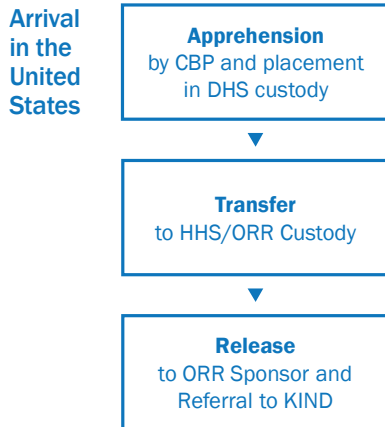 Arrival
in the
United
States
Apprehension
by CBP and placement
in DHS custody
Transfer
to HHS/ORR Custody
Release
to ORR Sponsor and
Referral to KIND